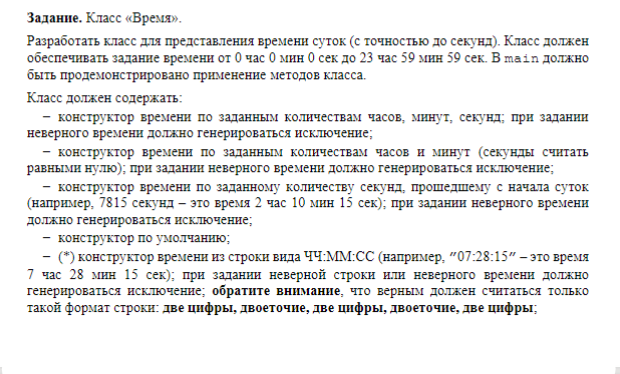 Задание. Класс «Время».
Разработать класс для представления времени суток (с точностью до секунд). Класс должен
обеспечивать задание времени от 0 час 0 мин 0 сек до 23 час 59 мин 59 сек. В main должно
быть продемонстрировано применение методов класса.
Класс должен содержать:
– конструктор времени по заданным количествам часов, минут, секунд; при задании
неверного времени должно генерироваться исключение;
– конструктор времени по заданным количествам часов и минут (секунды считать
равными нулю); при задании неверного времени должно генерироваться исключение;
– конструктор времени по заданному количеству секунд, прошедшему с начала суток
(например, 7815 секунд – это время 2 час 10 мин 15 сек); при задании неверного времени
должно генерироваться исключение;
– конструктор по умолчанию;
– (*) конструктор времени из строки вида ЧЧ:ММ:СС (например, ″07:28:15″ – это время
7 час 28 мин 15 сек); при задании неверной строки или неверного времени должно
генерироваться исключение; обратите внимание, что верным должен считаться только
такой формат строки: две цифры, двоеточие, две цифры, двоеточие, две цифры;